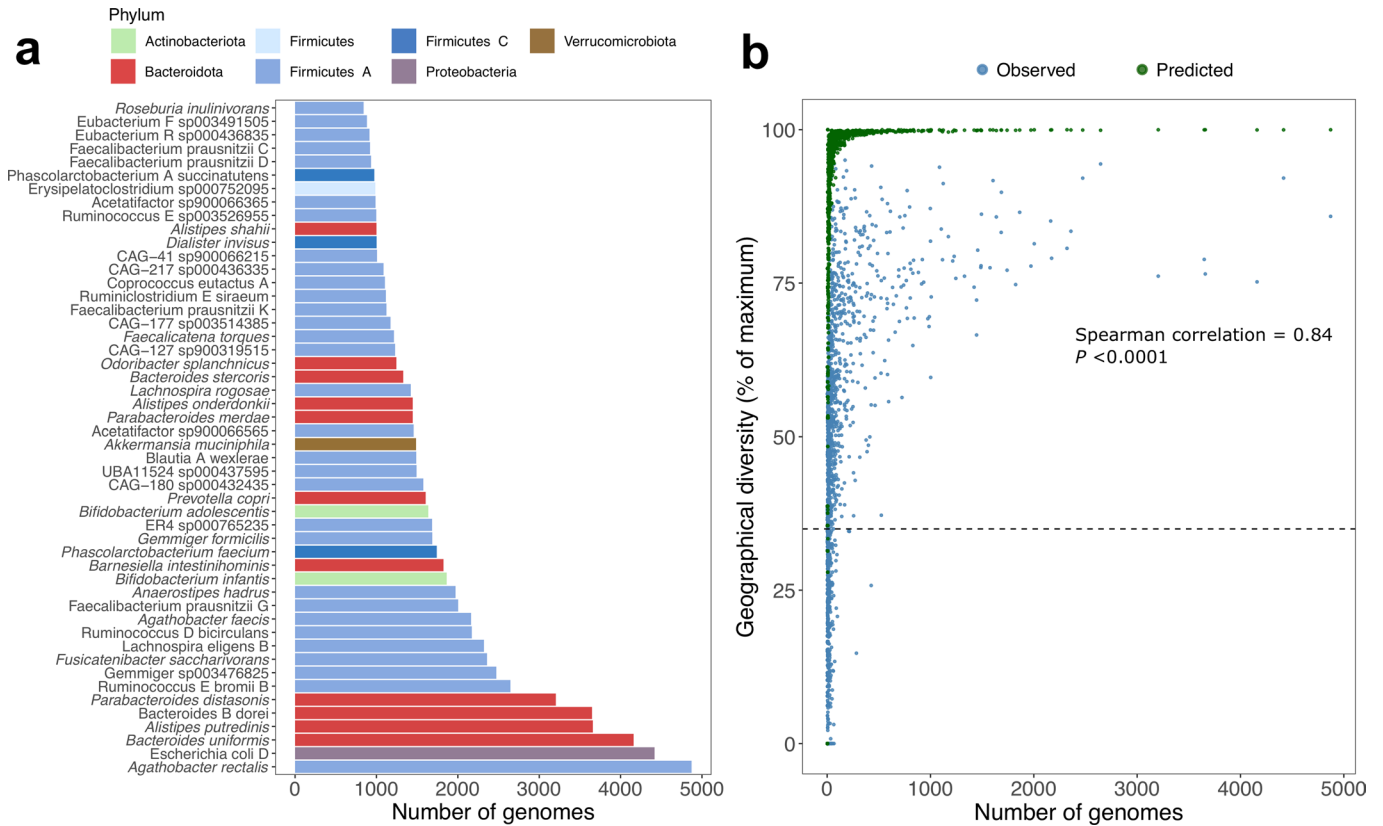 a
Phylum
Actinobacteriota
Firmicutes
Firmicutes C
Verrucomicrobiota
Bacteroidota
Firmicutes A
Proteobacteria
Roseburia inulinivorans
Eubacterium F sp003491505
Eubacterium R sp000436835
Faecalibacterium prausnitzii C
Faecalibacterium prausnitzii D
Phascolarctobacterium A succinatutens
Erysipelatoclostridium sp000752095
Acetatifactor sp900066365
Ruminococcus E sp003526955
Alistipes shahii
Dialister invisus
CAG−41 sp900066215
CAG−217 sp000436335
Coprococcus eutactus A
Ruminiclostridium E siraeum
Faecalibacterium prausnitzii K
CAG−177 sp003514385
Faecalicatena torques
CAG−127 sp900319515
Odoribacter splanchnicus
Bacteroides stercoris
Lachnospira rogosae
Alistipes onderdonkii
Parabacteroides merdae
Acetatifactor sp900066565
Akkermansia muciniphila
Blautia A wexlerae
UBA11524 sp000437595
CAG−180 sp000432435
Prevotella copri
Bifidobacterium adolescentis
ER4 sp000765235
Gemmiger formicilis
Phascolarctobacterium faecium
Barnesiella intestinihominis
Bifidobacterium infantis
Anaerostipes hadrus
Faecalibacterium prausnitzii G
Agathobacter faecis
Ruminococcus D bicirculans
Lachnospira eligens B
Fusicatenibacter saccharivorans
Gemmiger sp003476825
Ruminococcus E bromii B
Parabacteroides distasonis
Bacteroides B dorei
Alistipes putredinis
Bacteroides uniformis
Escherichia coli D
Agathobacter rectalis
0 1000 2000 3000 4000 5000
Number of genomes
b
Observed
Predicted
Geographical diversity (% of maximum)
100
75
50
25
0
Spearman correlation = 0.84
P <0.0001
0 1000 2000 3000 4000 5000
Number of genomes